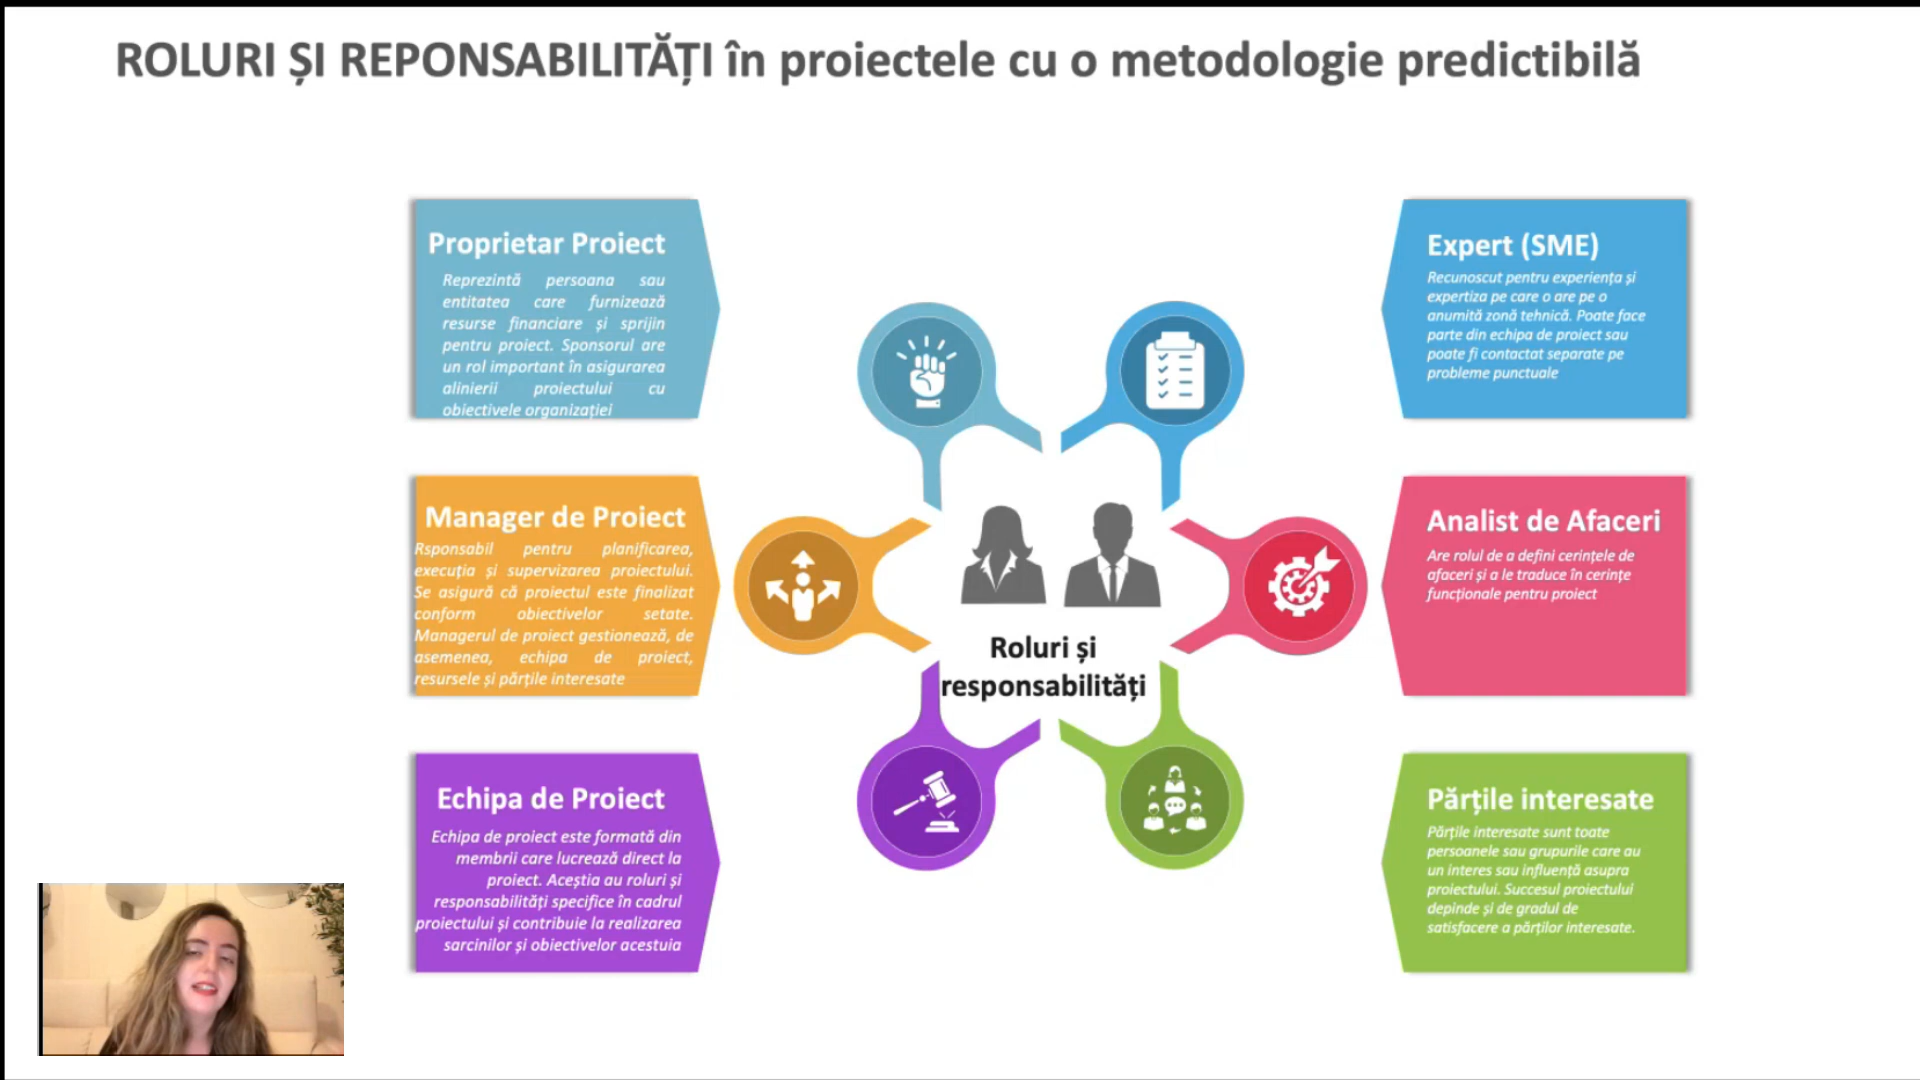 ROLURI ȘI REPONSABILITĂȚI în proiectele cu o metodologie predictibilă
Proprietar Proiect
Reprezintă persoana sau
entitatea care furnizează
resurse financiare și sprijin
pentru proiect. Sponsorul are
un rol important în asigurarea
alinierii proiectului cu
obiectivele organizației
Manager de Proiect
Rsponsabil pentru planificarea,
execuția și supervizarea proiectului.
Se asigură că proiectul este finalizat
conform obiectivelor setate.
Managerul de proiect gestionează, de
asemenea, echipa de proiect,
resursele și părțile interesate
Echipa de Proiect
Echipa de proiect este formată din
membrii care lucrează direct la
proiect. Aceștia au roluri și
responsabilități specifice în cadrul
proiectului și contribuie la realizarea
sarcinilor și obiectivelor acestuia
Roluri și
responsabilități
Expert (SME)
Recunoscut pentru experiența și
expertiza pe care o are pe o
anumită zonă tehnică. Poate face
parte din echipa de proiect sau
poate fi contactat separate pe
probleme punctuale
Analist de Afaceri
Are rolul de a defini cerințele de
afaceri și a le traduce în cerințe
funcționale pentru proiect
Părțile interesate
Părțile interesate sunt toate
persoanele sau grupurile care au
un interes sau influență asupra
proiectului. Succesul proiectului
depinde și de gradul de
satisfacere a părților interesate.